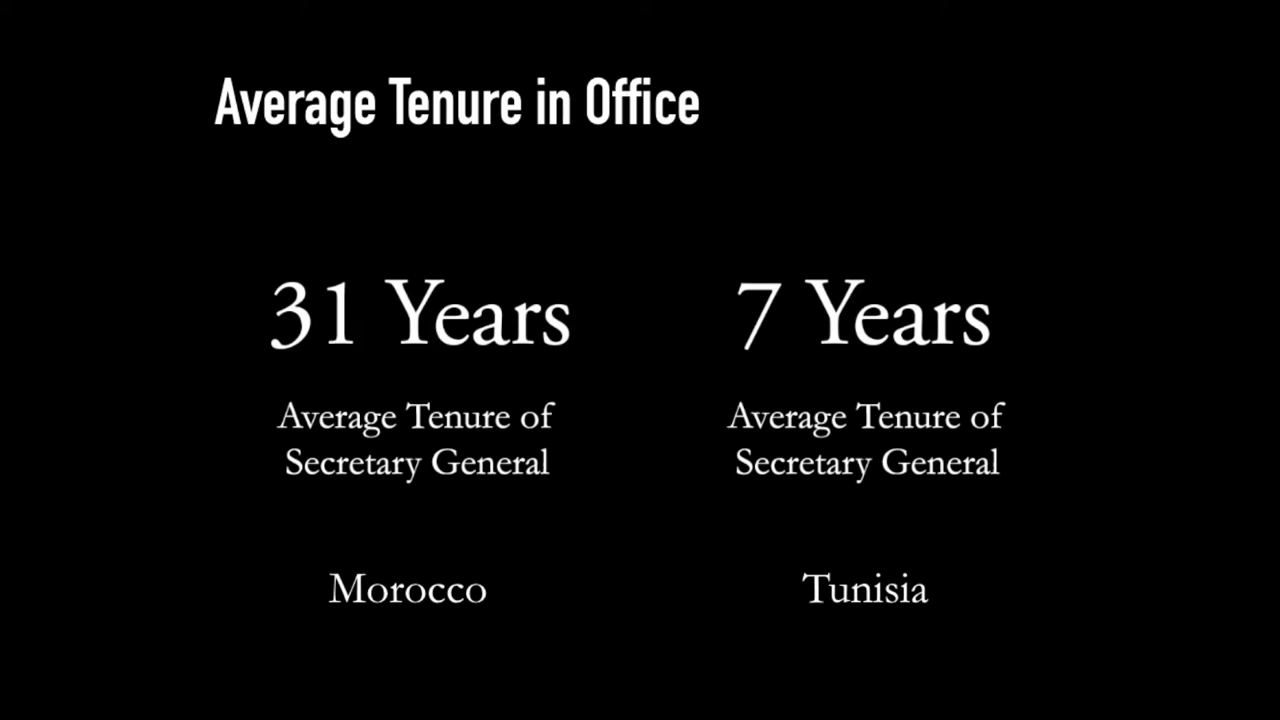 Average Tenure in Office
31 Years
7 Years
Average Tenure of
Secretary General
Average Tenure of
Secretary General
Morocco
Tunisia